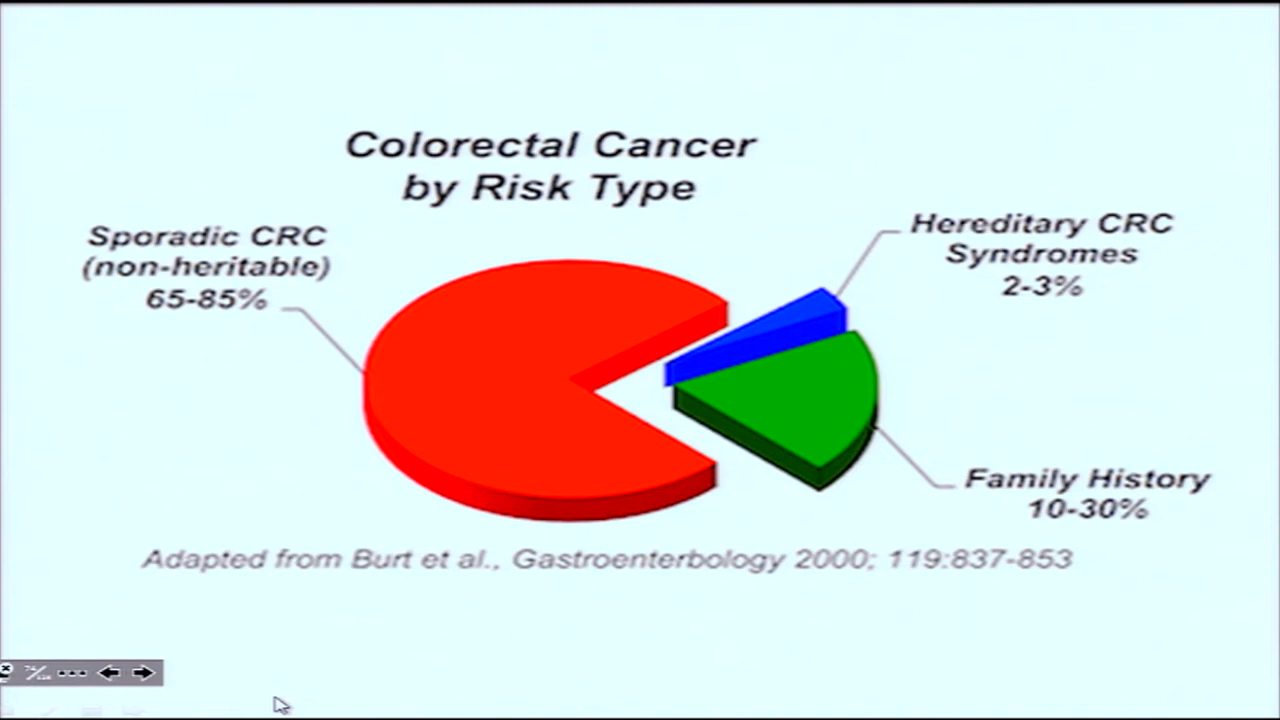 Colorectal Cancer
by Risk Type
Sporadic CRC
(non-heritable)
65-85%
Hereditary CRC
Syndromes
2-3%
Family History
10-30%
Adapted from Burt et al., Gastroenterbology 2000; 119:837-853